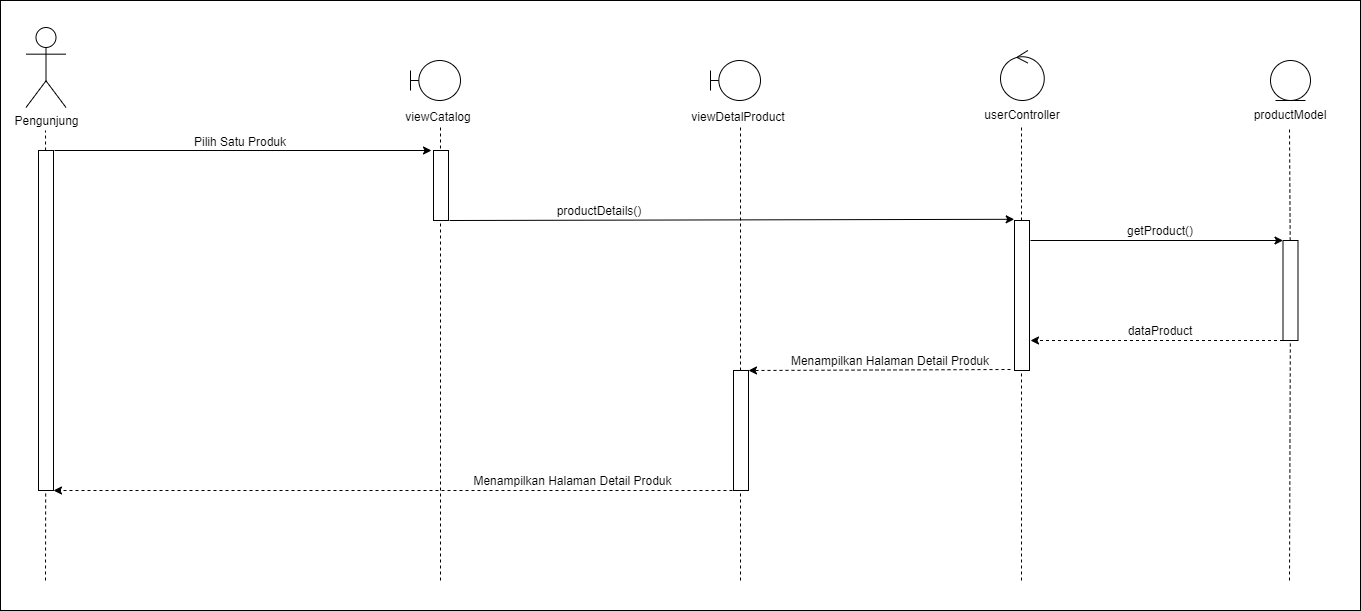 Pengunjung
viewCatalog
viewDetalProduct
userController
productModel
Pilih Satu Produk
productDetails()
getProduct()
dataProduct
Menampilkan Halaman Detail Produk
Menampilkan Halaman Detail Produk